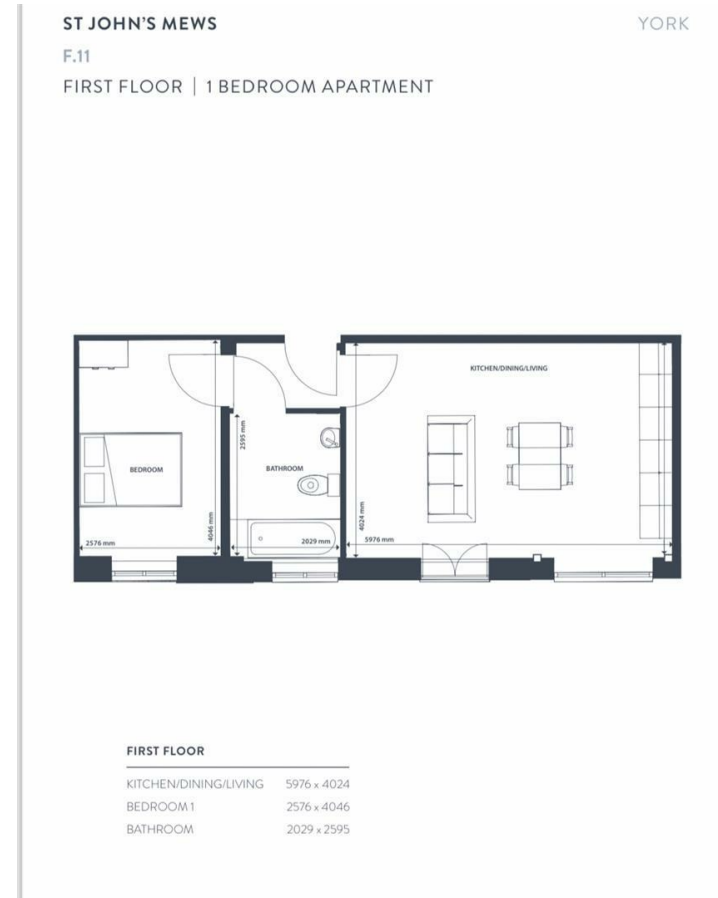 ST JOHN'S MEWS YORK
F.11
FIRST FLOOR | 1 BEDROOM APARTMENT
KITCHEN/DINING/LIVING
2595 mm
BEDROOM
BATHROOM
4046 mm
4024 mm
2576 mm
2029 mm
5976 mm
FIRST FLOOR
KITCHEN/DINING/LIVING 5976 x 4024
BEDROOM 1 2576 x 4046
BATHROOM 2029 x 2595